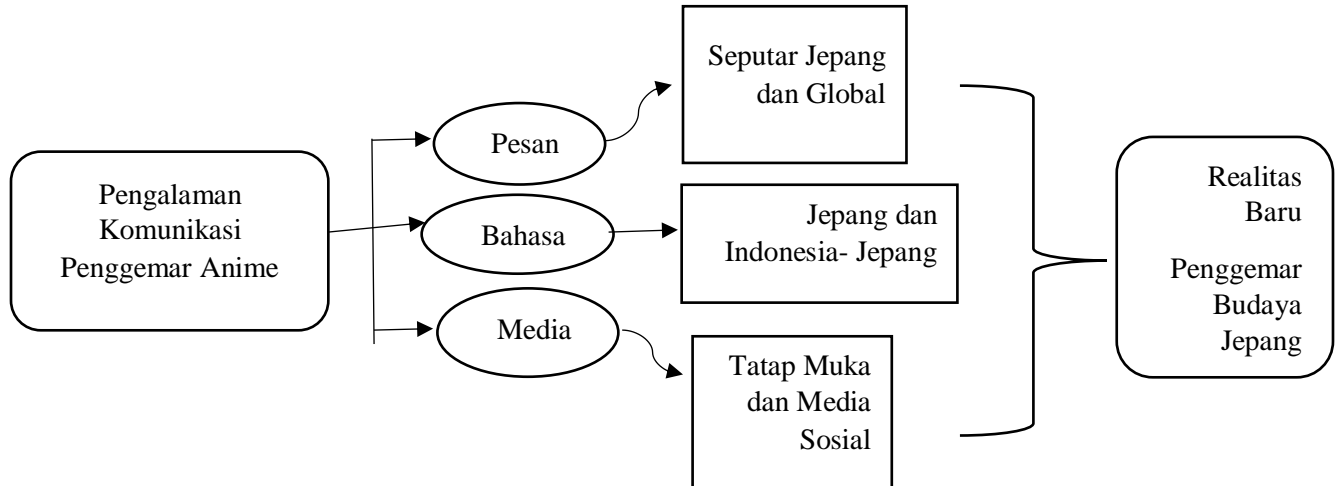 Pengalaman
Komunikasi
Penggemar Anime
Pesan
Bahasa
Media
Seputar Jepang
dan Global
Jepang dan
Indonesia- Jepang
Tatap Muka
dan Media
Sosial
Realitas
Baru
Penggemar
Budaya
Jepang